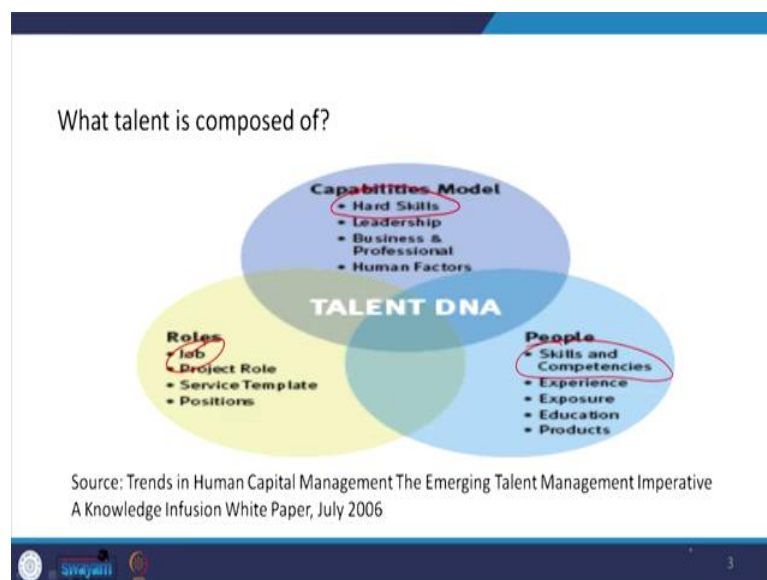 What talent is composed of?
Capabilities Model
• Hard Skills
• Leadership
• Business &
Professional
• Human Factors
TALENT DNA
Roles
• Job
• Project Role
• Service Template
• Positions
People
• Skills and
Competencies
• Experience
• Exposure
• Education
• Products
Source: Trends in Human Capital Management The Emerging Talent Management Imperative
A Knowledge Infusion White Paper, July 2006
swayam
3